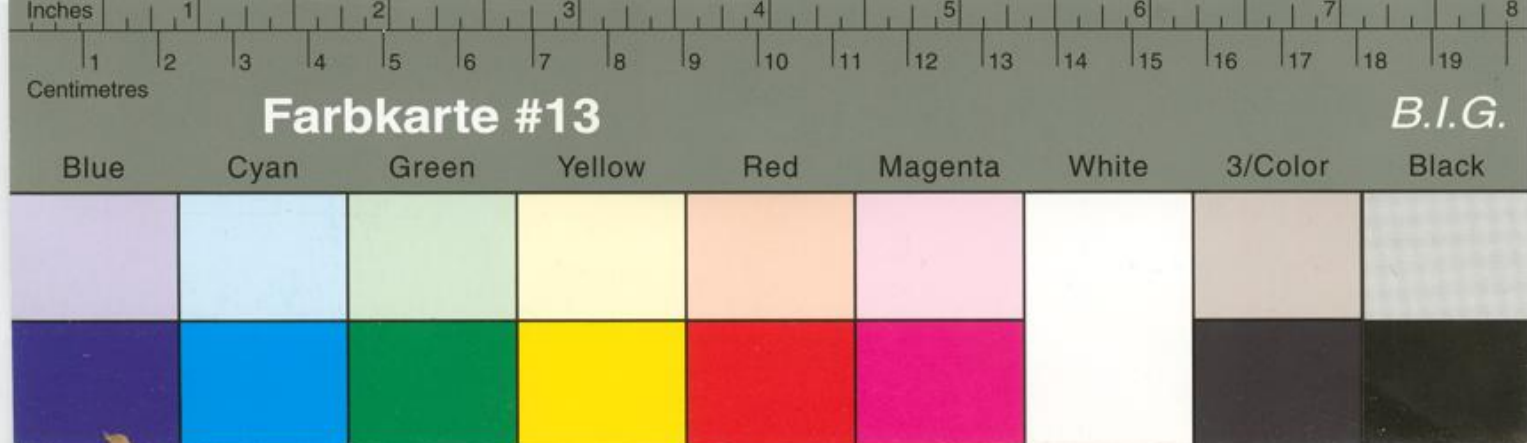 Inches 1 2 3 4 5 6 7 8
1 2 3 4 5 6 7 8 9 10 11 12 13 14 15 16 17 18 19
Centimetres
Farbkarte #13 B.I.G.
Blue Cyan Green Yellow Red Magenta White 3/Color Black